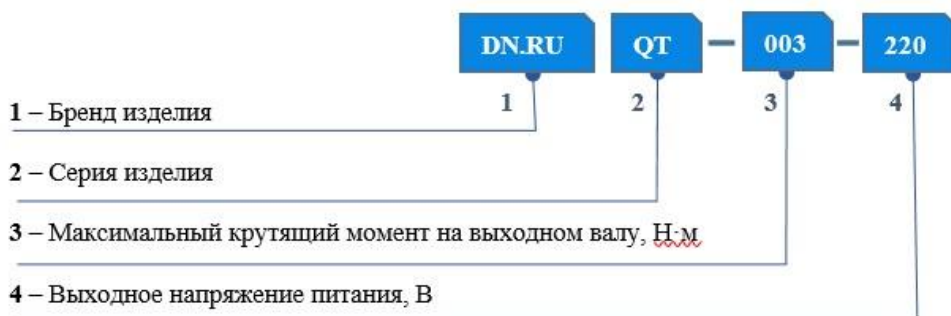 DN.RU QT – 003 – 220
1 2 3 4
1 – Бренд изделия
2 – Серия изделия
3 – Максимальный крутящий момент на выходном валу, Н·м
4 – Выходное напряжение питания, В